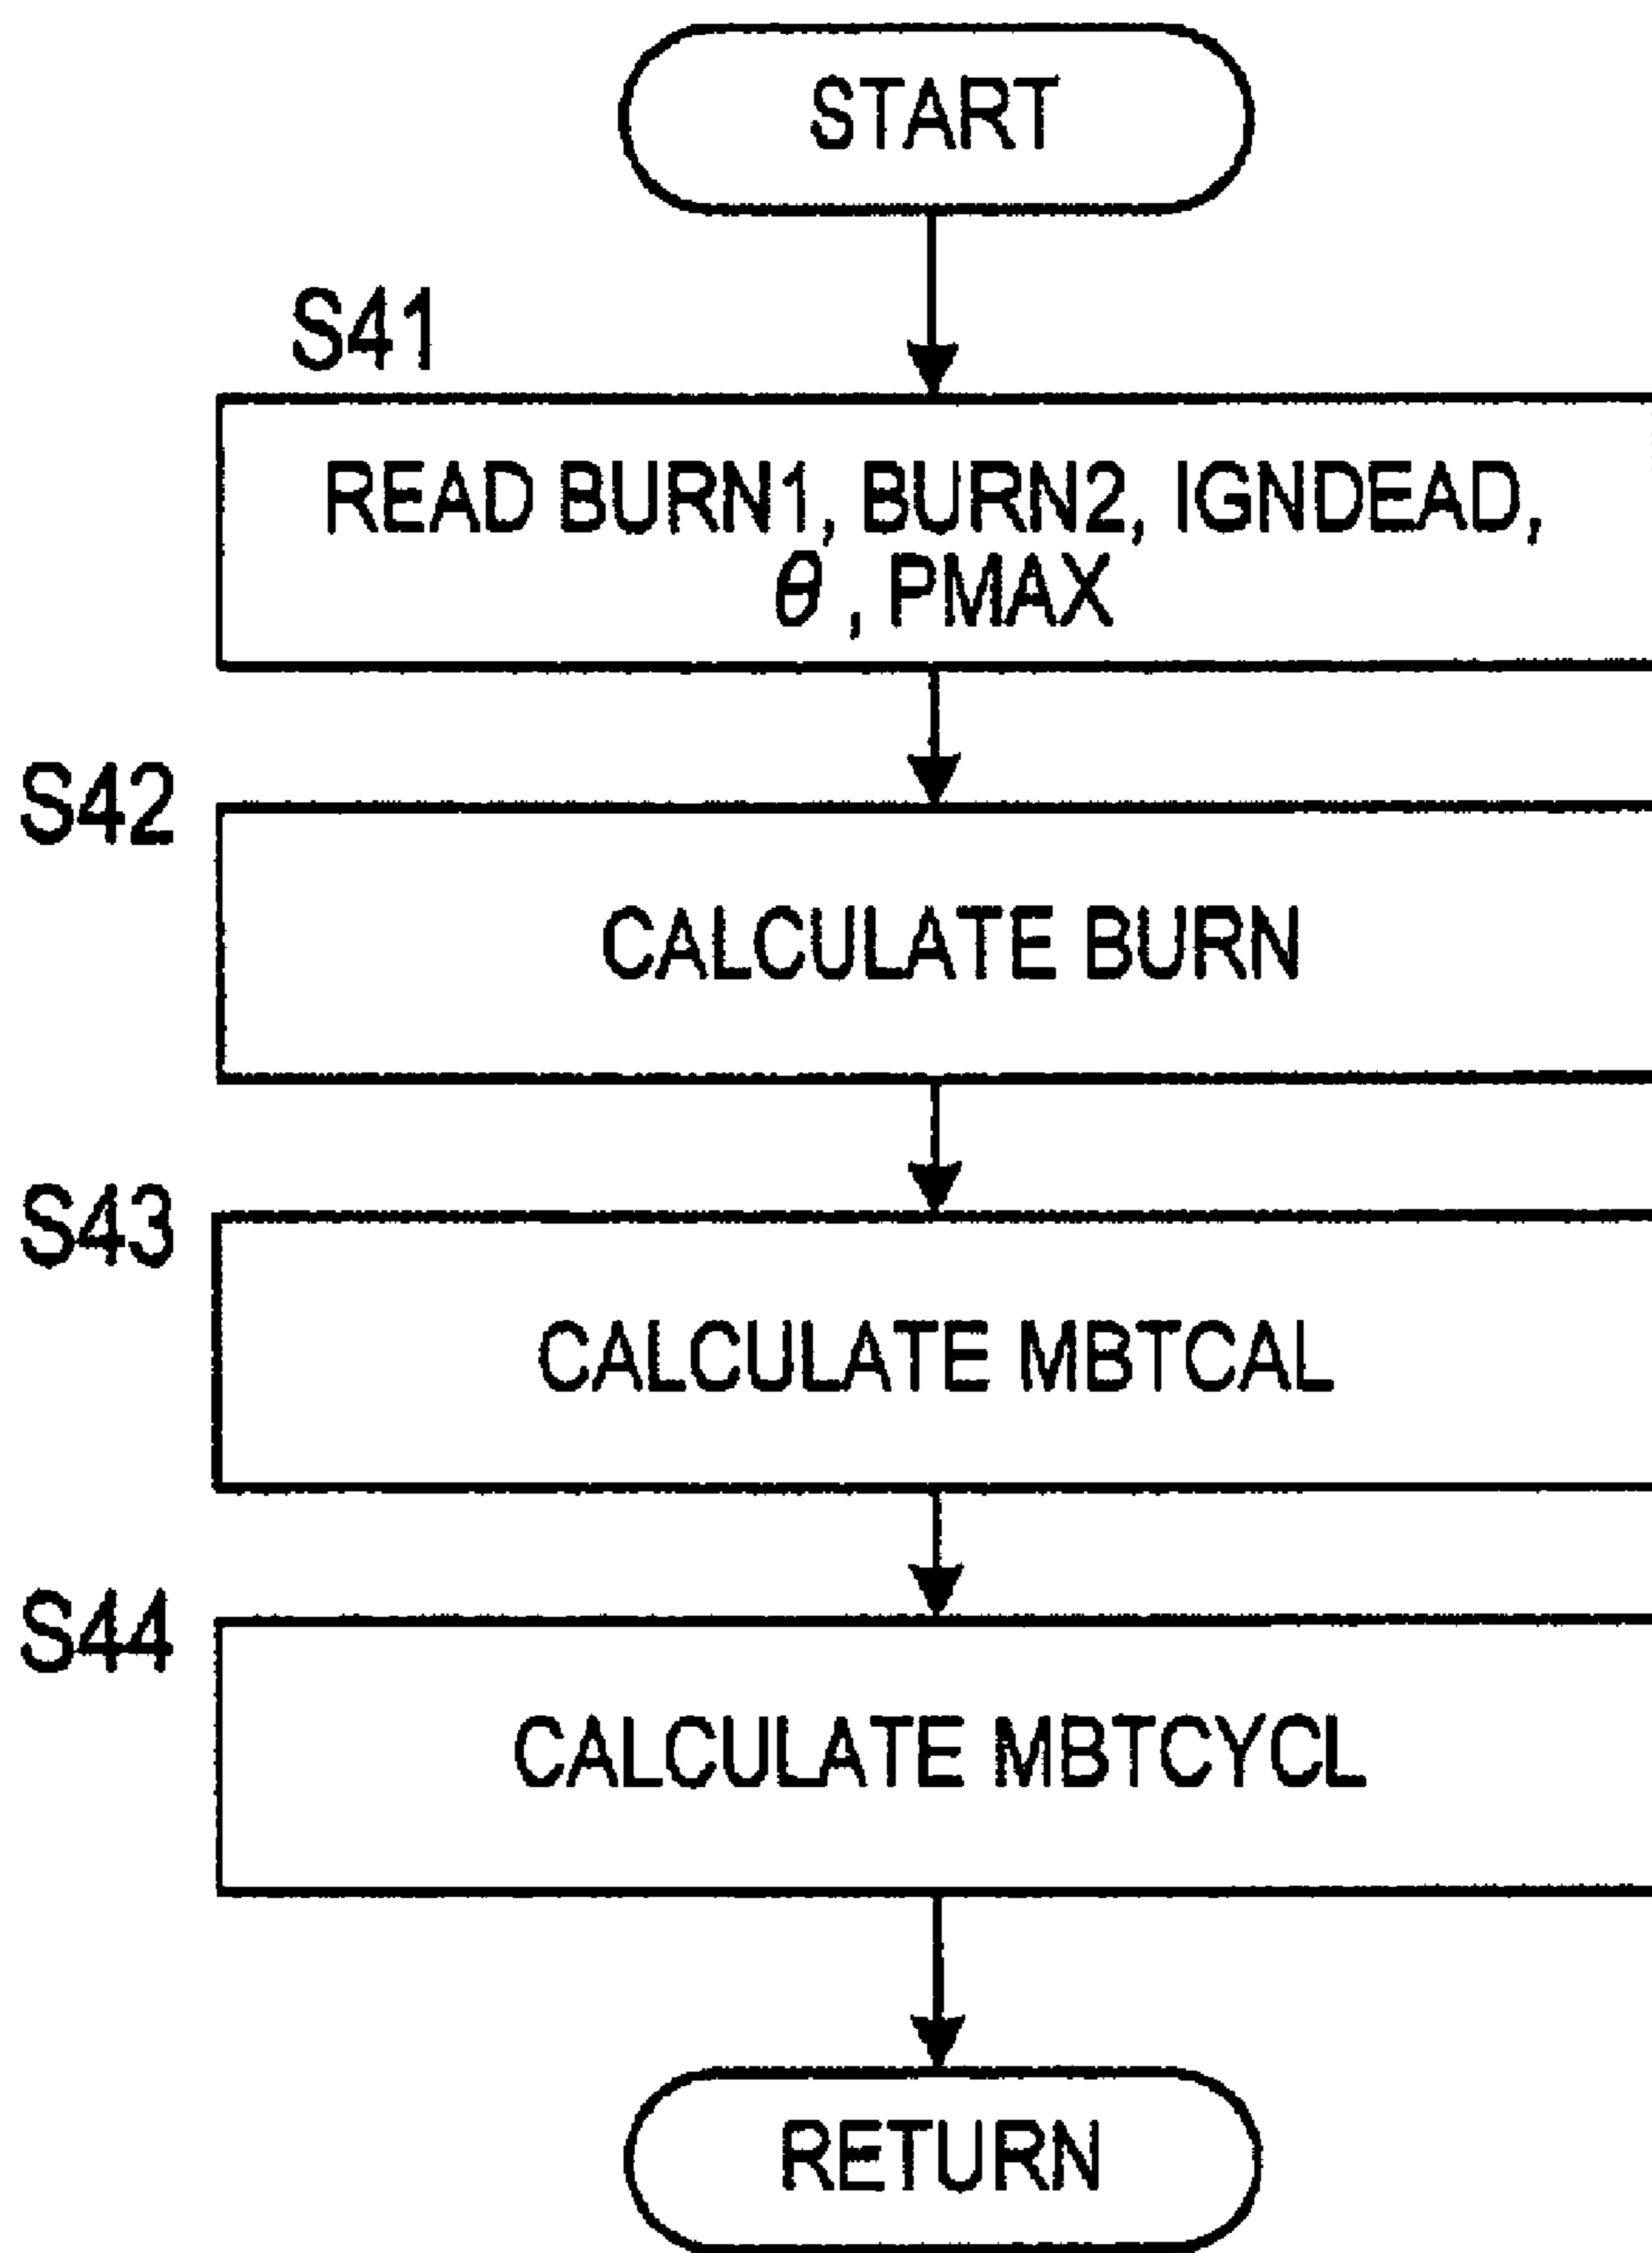 START
S41
READ BURN1, BURN2, IGNDEAD,
θ, PMAX
S42
CALCULATE BURN
S43
CALCULATE MBTCAL
S44
CALCULATE MBTCYCL
RETURN